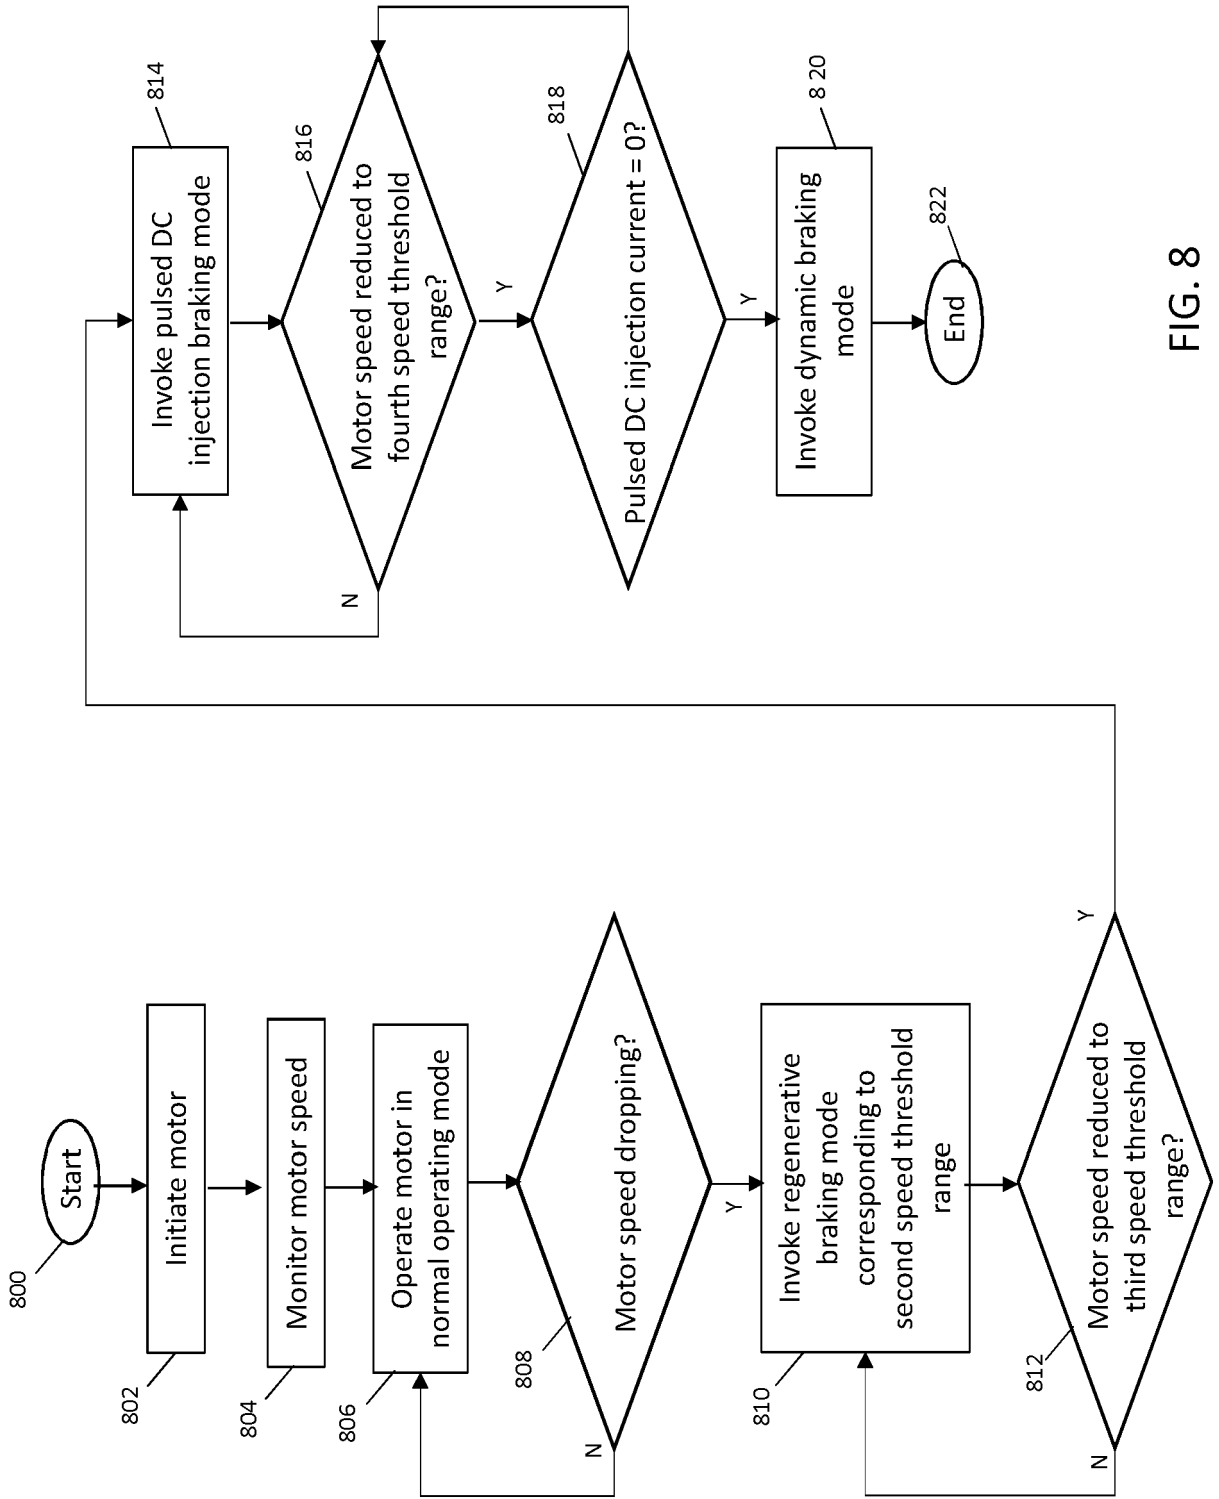 800
Start
802
Initiate motor
804
Monitor motor speed
806
Operate motor in
normal operating mode
808
Motor speed dropping?
N
Y
810
Invoke regenerative
braking mode
corresponding to
second speed threshold
range
812
Motor speed reduced to
third speed threshold
range?
N
Y
814
Invoke pulsed DC
injection braking mode
816
Motor speed reduced to
fourth speed threshold
range?
N
Y
818
Pulsed DC injection current = 0?
Y
8 20
Invoke dynamic braking
mode
822
End
FIG. 8